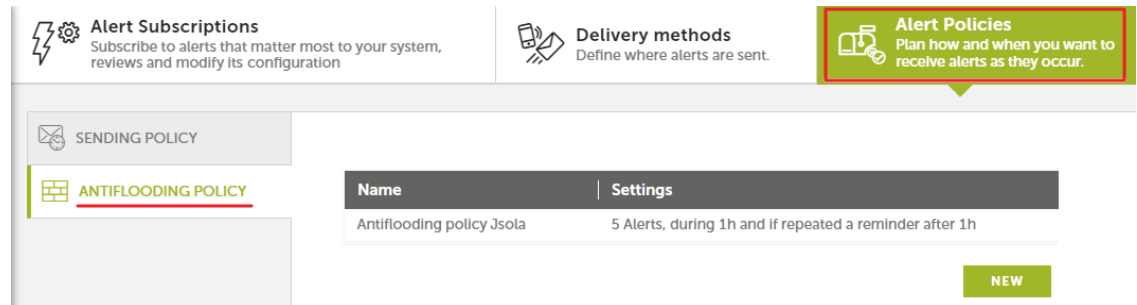 Alert Subscriptions
Subscribe to alerts that matter most to your system,
reviews and modify its configuration
Delivery methods
Define where alerts are sent.
Alert Policies
Plan how and when you want to
receive alerts as they occur.
SENDING POLICY
ANTIFLOODING POLICY
Name Settings
Antiflooding policy Jsola 5 Alerts, during 1h and if repeated a reminder after 1h
NEW